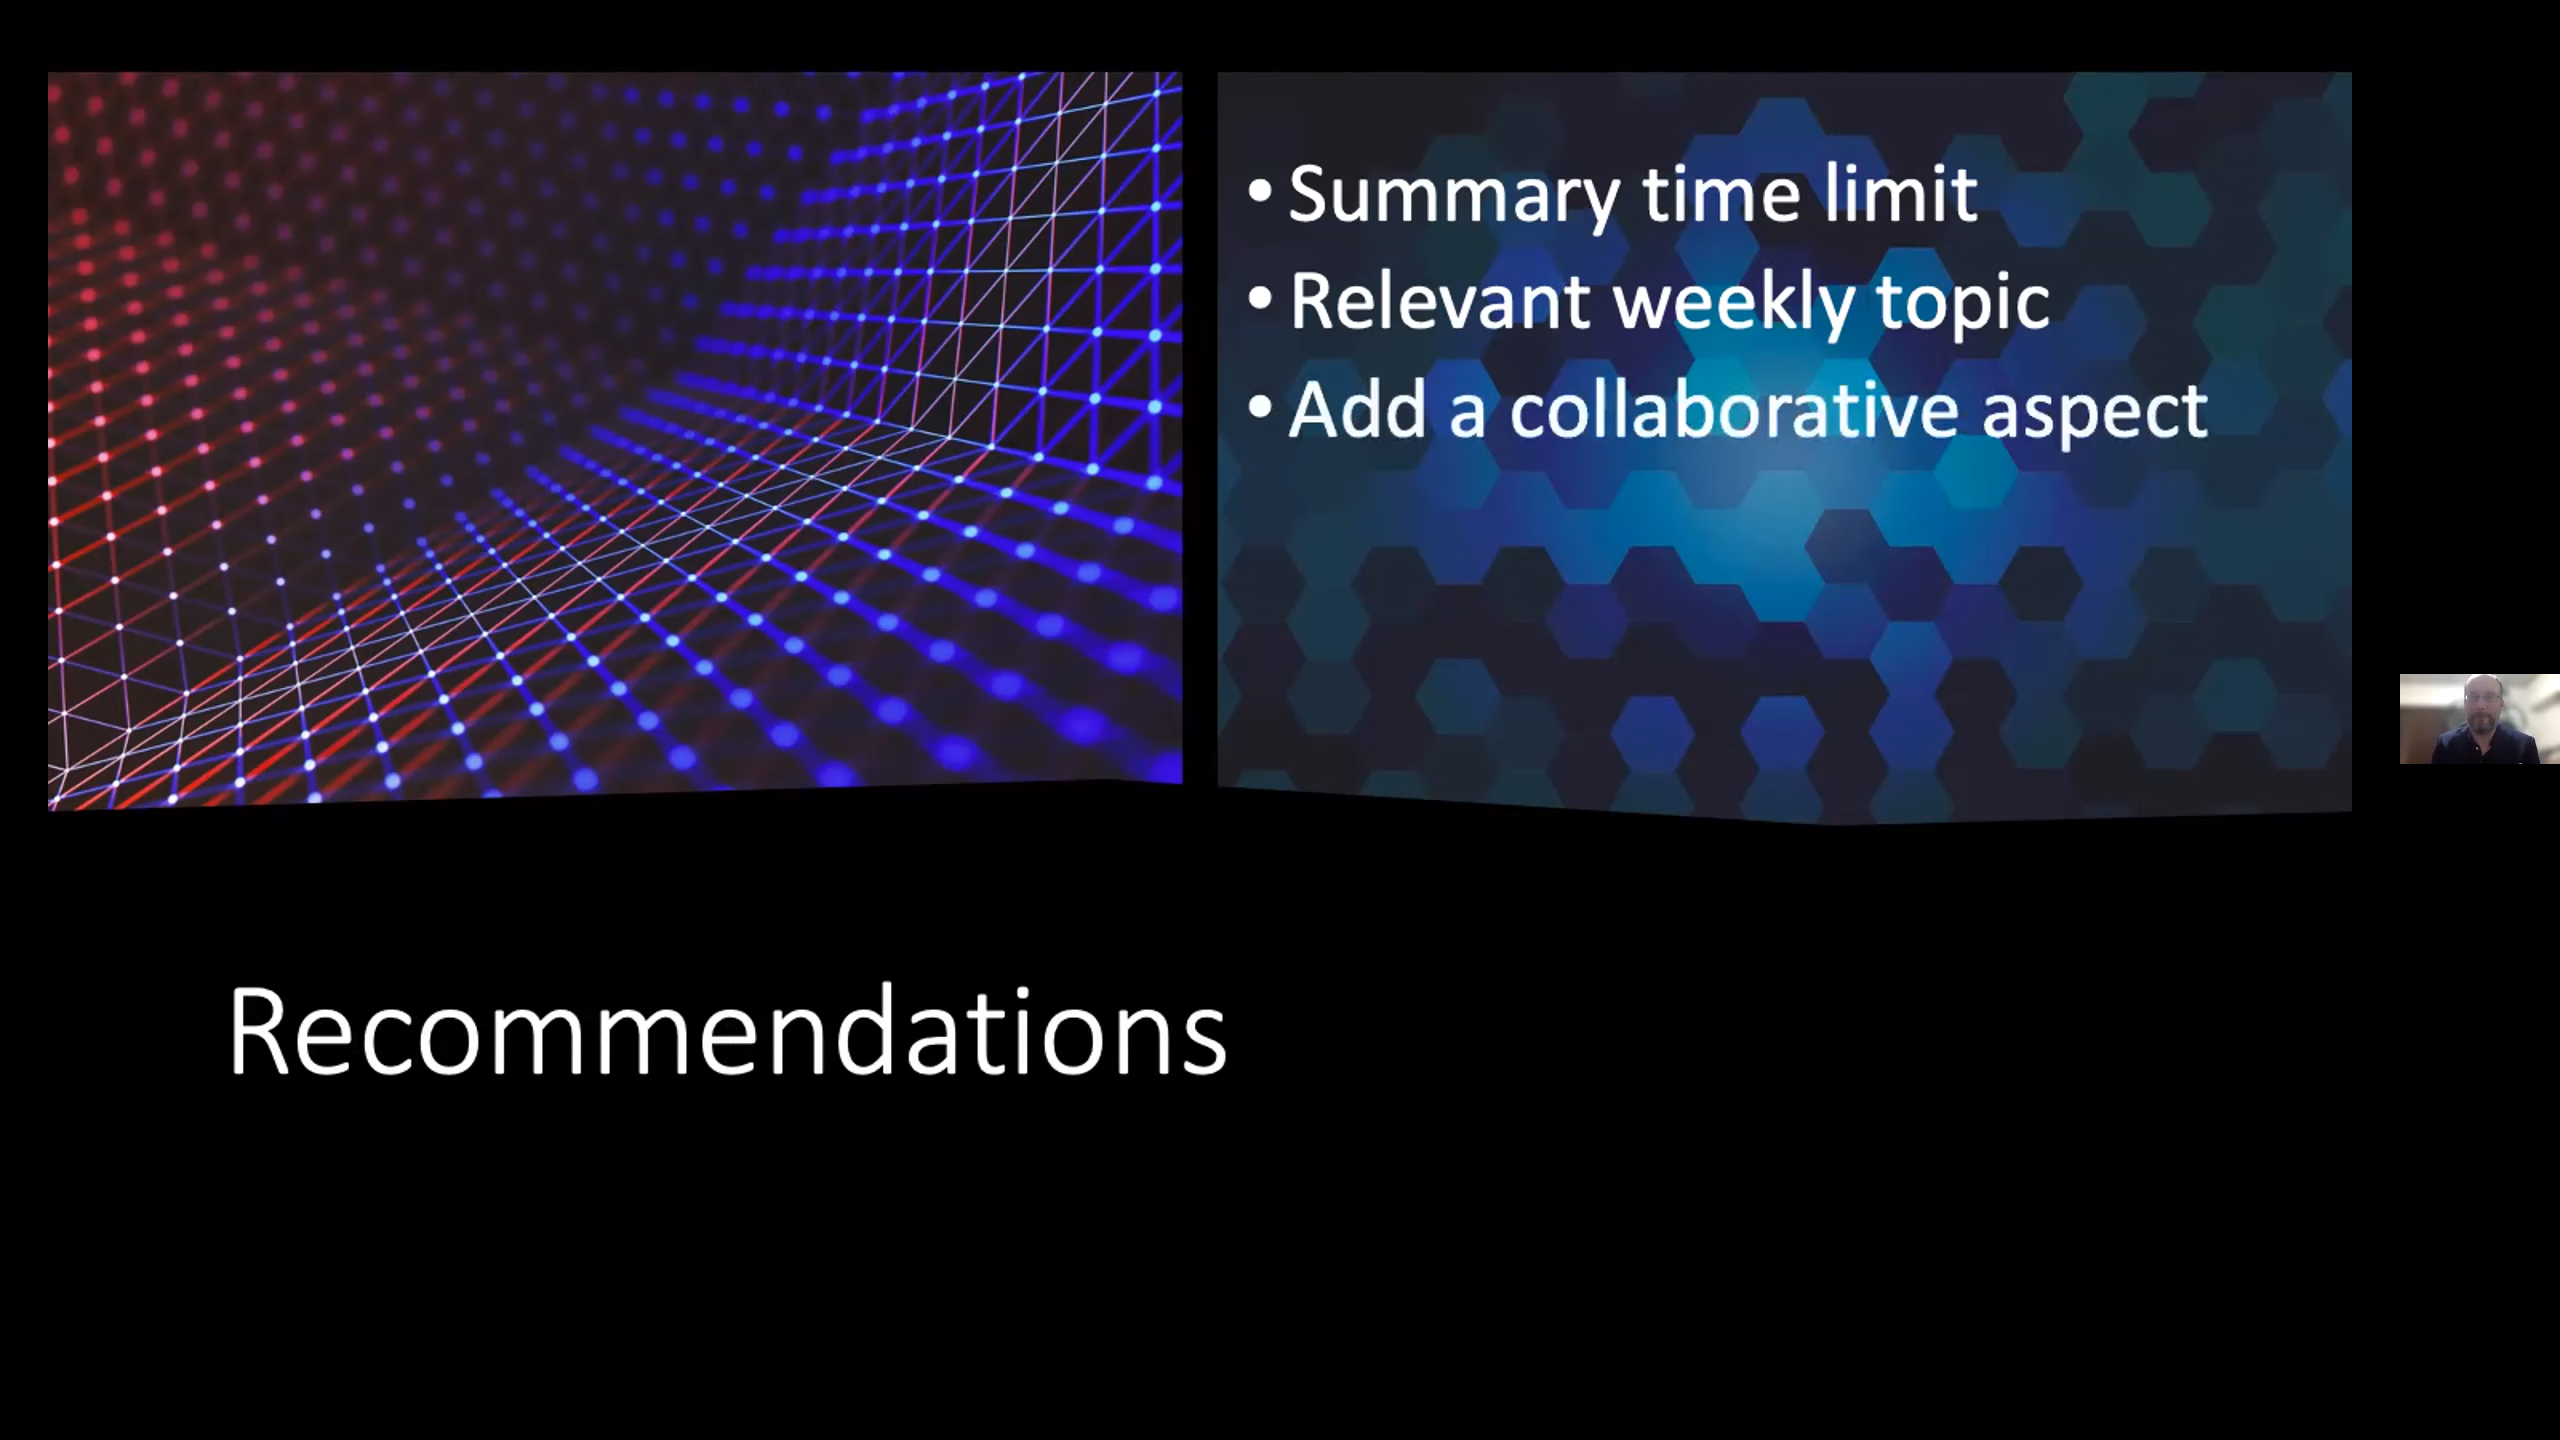 • Summary time limit
• Relevant weekly topic
• Add a collaborative aspect
Recommendations